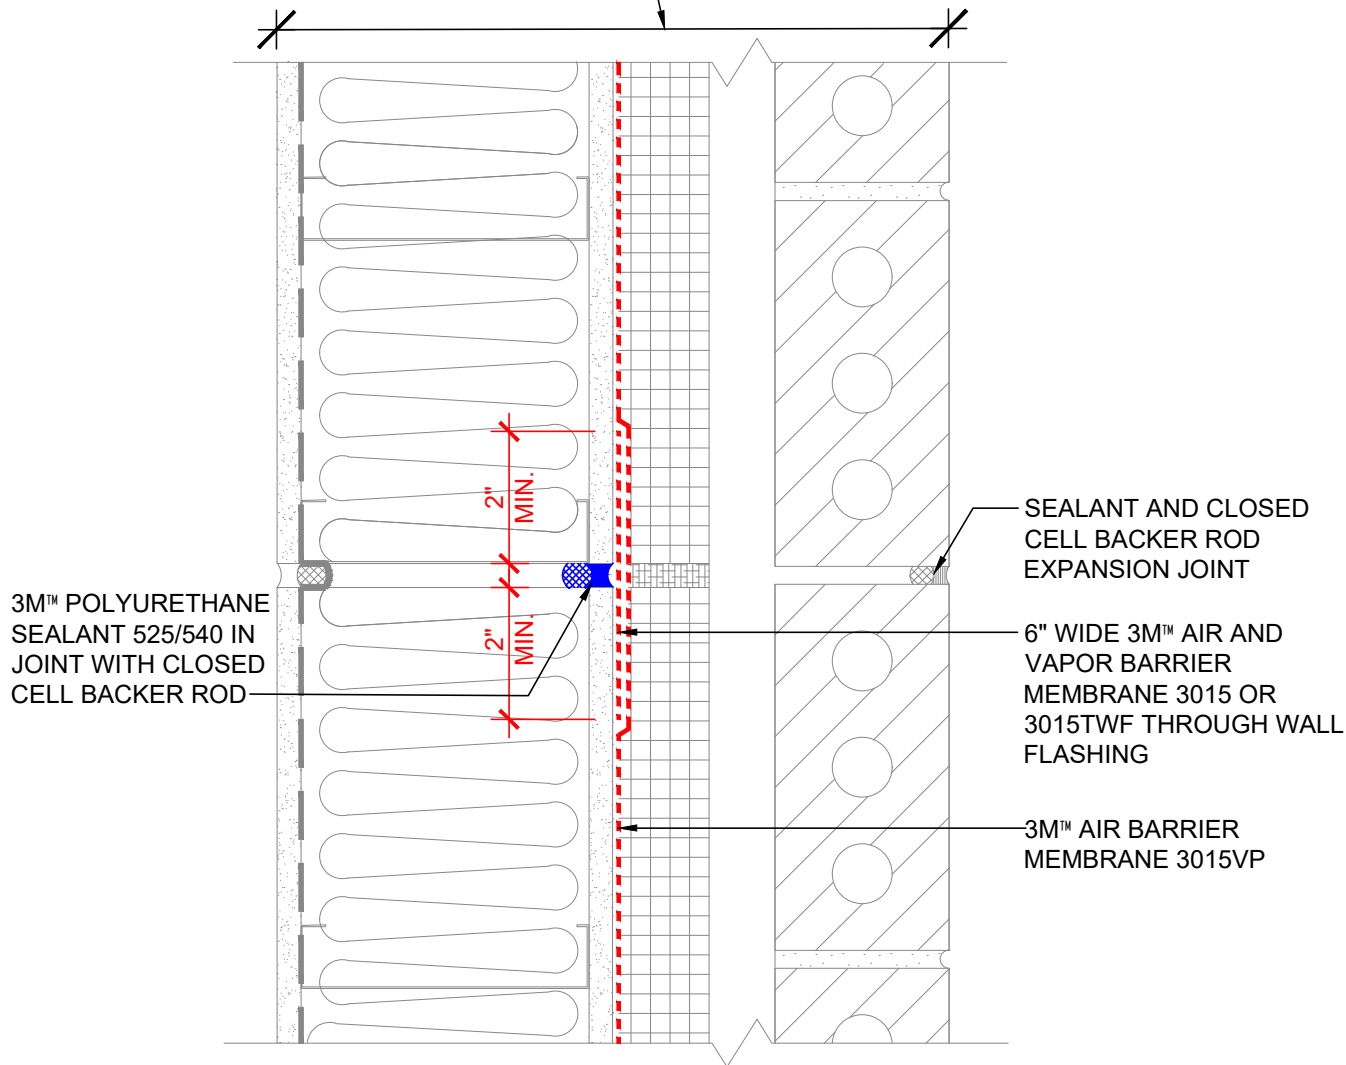 2"
MIN.
2"
MIN.
3M™ POLYURETHANE
SEALANT 525/540 IN
JOINT WITH CLOSED
CELL BACKER ROD
SEALANT AND CLOSED
CELL BACKER ROD
EXPANSION JOINT
6" WIDE 3M™ AIR AND
VAPOR BARRIER
MEMBRANE 3015 OR
3015TWF THROUGH WALL
FLASHING
3M™ AIR BARRIER
MEMBRANE 3015VP